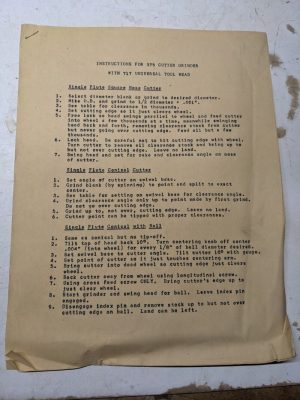 INSTRUCTIONS FOR SPB CUTTER GRINDER
WITH TQT UNIVERSAL TOOL HEAD
Single Flute Square Nose Cutter
1. Select diameter blank or grind to desired diameter.
2. Mike O.D. and grind to 1/2 diameter + .001".
3. Use table for clearance in thousands.
4. Set cutting edge so it just clears wheel.
5. Free lock so head swings parallel to wheel and feed cutter
into wheel a few thousands at a time, meanwhile swinging
head back and forth, removing clearance stock from cutter
but never going over cutting edge. Feed all but a few
thousands.
6. Lock head. Be careful not to hit cutting edge with wheel.
Turn cutter to remove all clearance stock and bring up to
but not over cutting edge. Leave no land.
7. Swing head and set for rake and clearance angle on nose
of cutter.
Single Flute Conical Cutter
1. Set angle of cutter on swivel base.
2. Grind blank (by spinning) to point and split to exact
center.
3. Use table for setting on swivel base for clearance angle.
4. Grind clearance angle only up to point made by first grind.
Do not go over cutting edge.
5. Grind up to, not over, cutting edge. Leave no land.
6. Cutter point can be tipped with proper clearances.
Single Flute Conical with Ball
1. Same as conical but no tip-off.
2. Tilt top of head back 10°. Turn centering knob off center
.004" (into wheel) for every 1/8" of ball diameter desired.
3. Set swivel base to cutter angle. Tilt cutter 10° with gauge.
4. Set point of cutter so it just touches centering arm.
5. Bring cutter into dead wheel so cutting edge just clears
wheel.
6. Back cutter away from wheel using longitudinal screw.
7. Using cross feed screw ONLY, bring cutter's edge up to
just clear wheel.
8. Start grinder and swing head for ball. Leave index pin
engaged.
9. Disengage index pin and remove stock up to but not over
cutting edge on ball. Land can be left.